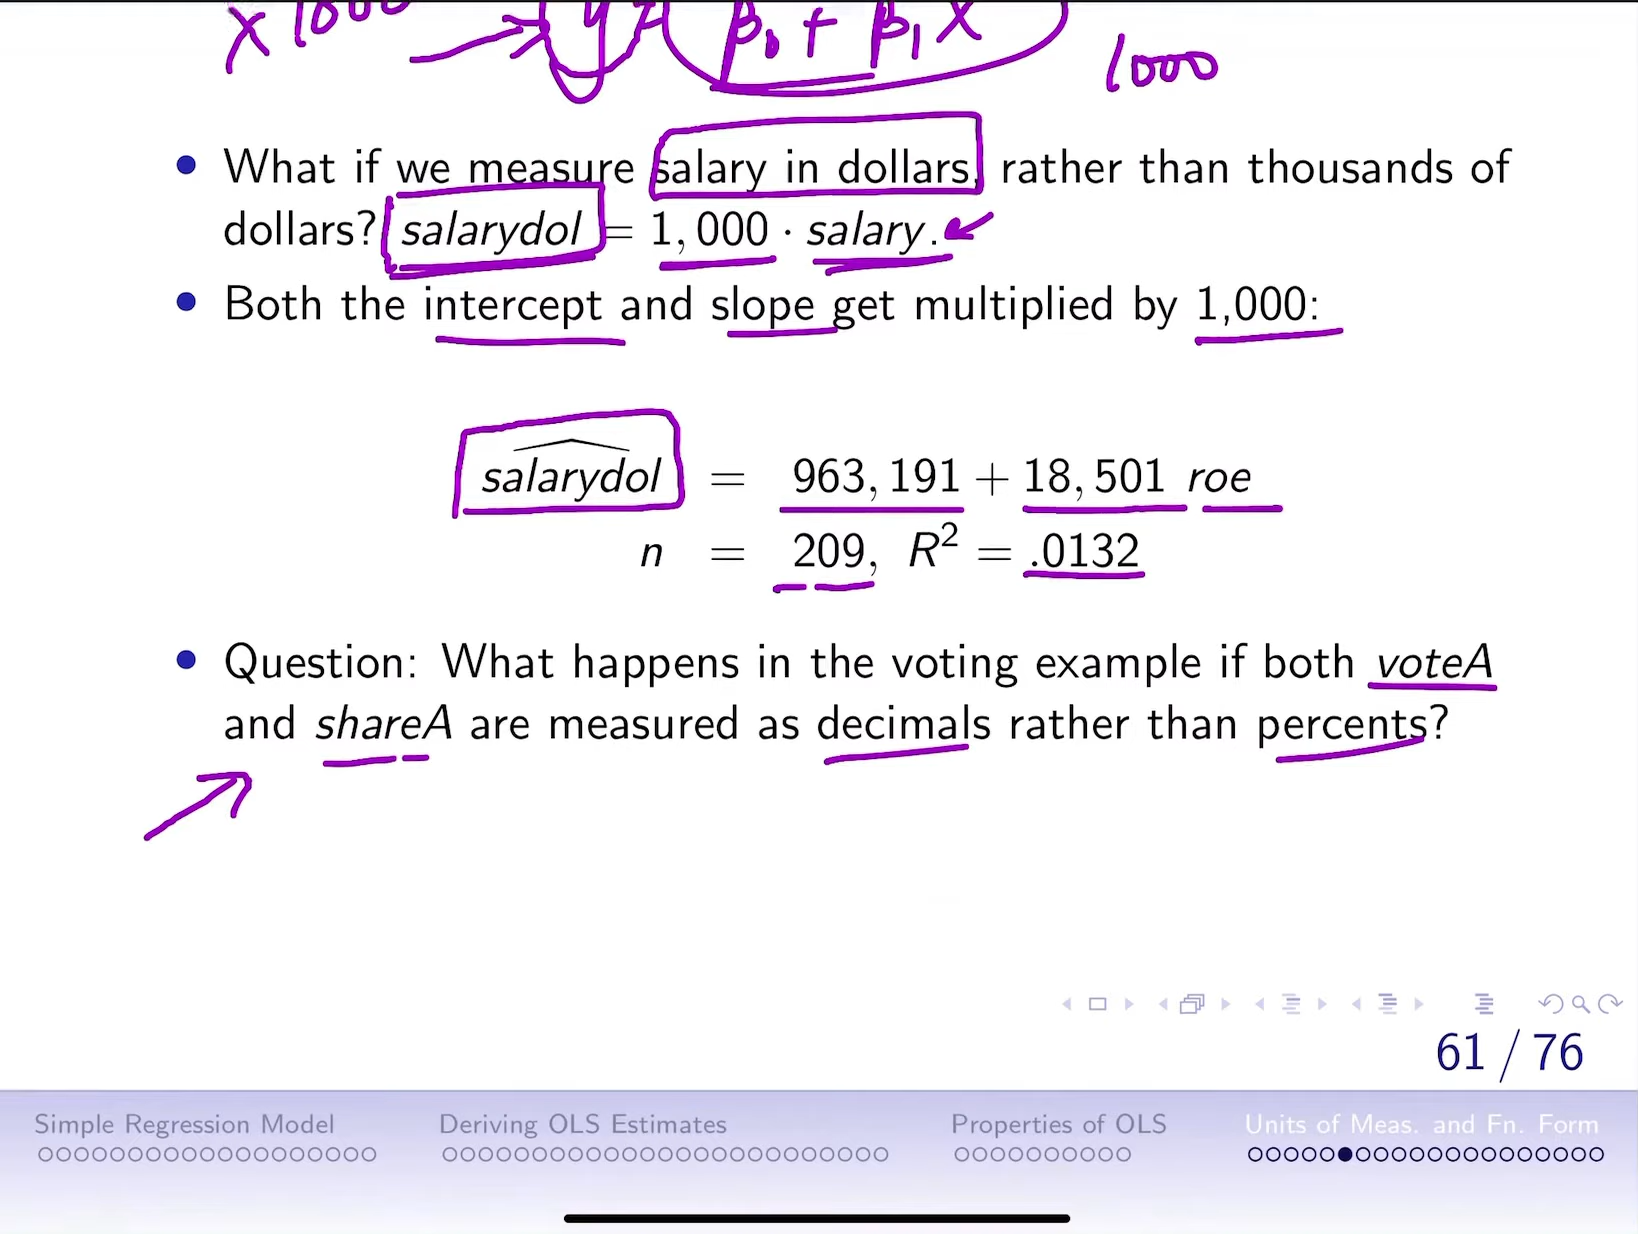 x 1000 y = β₀ + β₁ x 1000
• What if we measure salary in dollars, rather than thousands of
dollars? salarydol = 1,000 · salary.
• Both the intercept and slope get multiplied by 1,000:
\widehat{salarydol} = 963,191 + 18,501 roe
n = 209, R² = .0132
• Question: What happens in the voting example if both voteA
and shareA are measured as decimals rather than percents?
61 / 76
Simple Regression Model Deriving OLS Estimates Properties of OLS Units of Meas. and Fn. Form